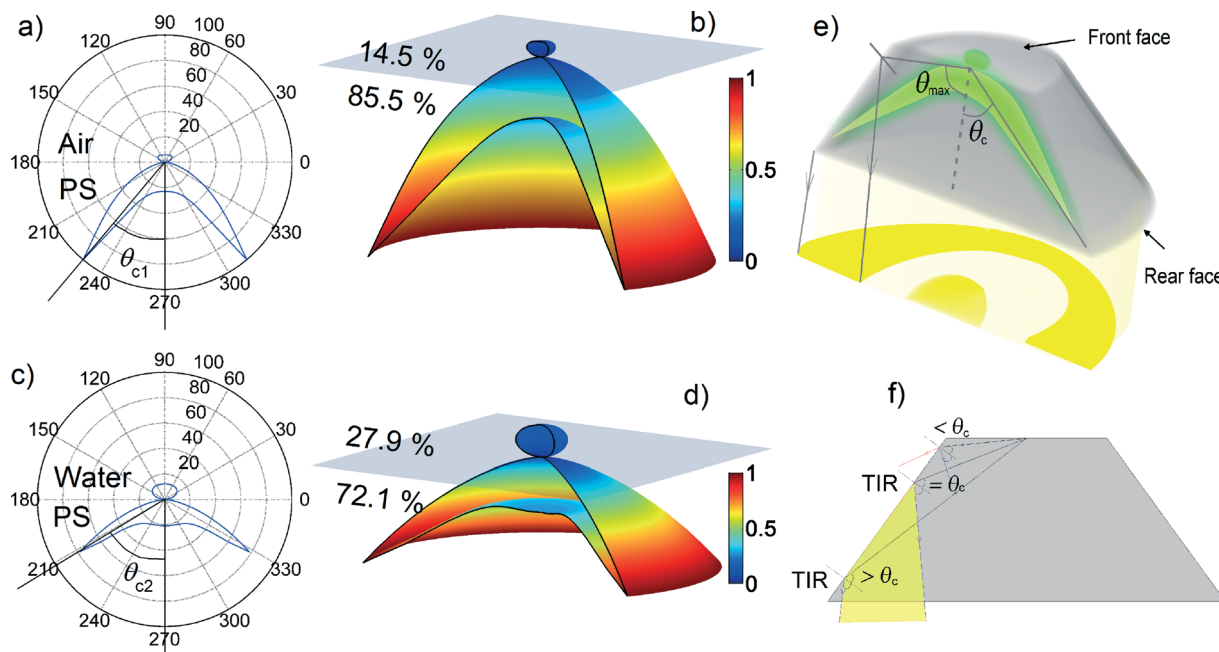 a)
90
120
100
60
80
60
150
40
30
20
Air
180
0
PS
210
330
θc1
240
300
270
b)
14.5 %
85.5 %
1
0.5
0
c)
90
120
100
60
80
60
150
40
30
20
Water
180
0
PS
210
330
θc2
240
300
270
d)
27.9 %
72.1 %
1
0.5
0
e)
Front face
θmax
θc
Rear face
f)
< θc
TIR
= θc
TIR
> θc